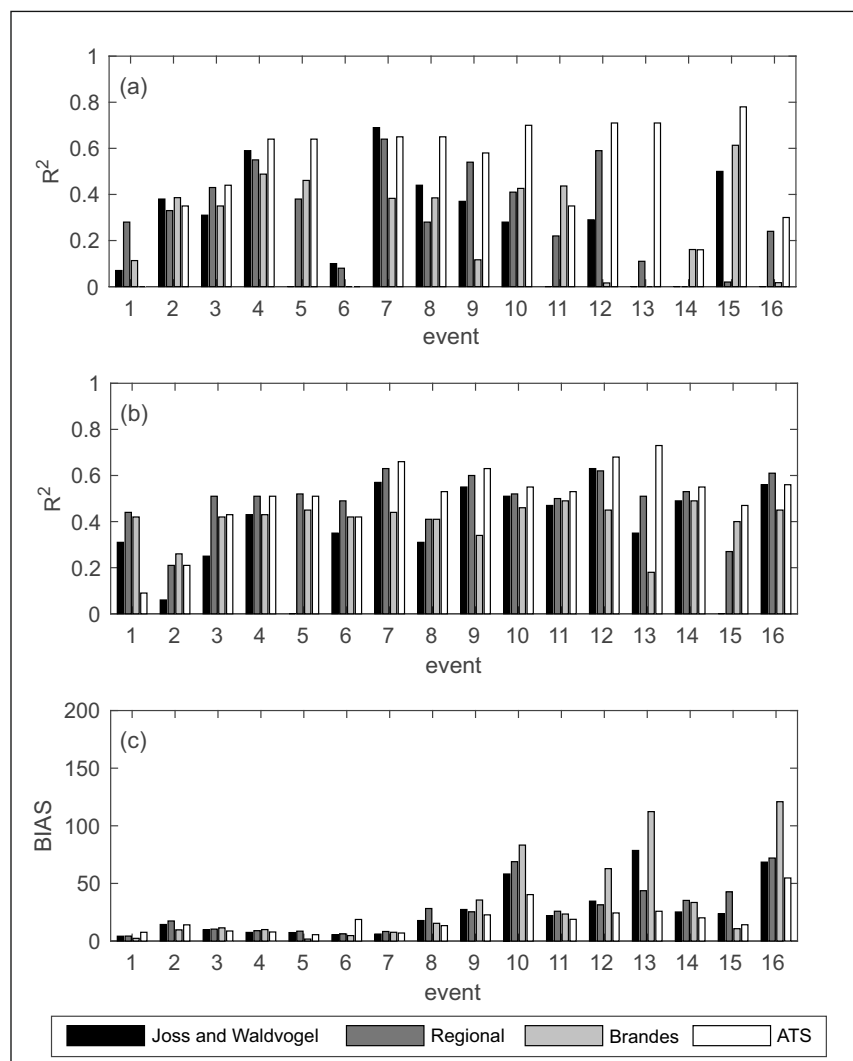 (a)
1
0.8
0.6
0.4
0.2
0
R²
1 2 3 4 5 6 7 8 9 10 11 12 13 14 15 16
event
(b)
1
0.8
0.6
0.4
0.2
0
R²
1 2 3 4 5 6 7 8 9 10 11 12 13 14 15 16
event
(c)
200
150
100
50
0
BIAS
1 2 3 4 5 6 7 8 9 10 11 12 13 14 15 16
event
Joss and Waldvogel Regional Brandes ATS